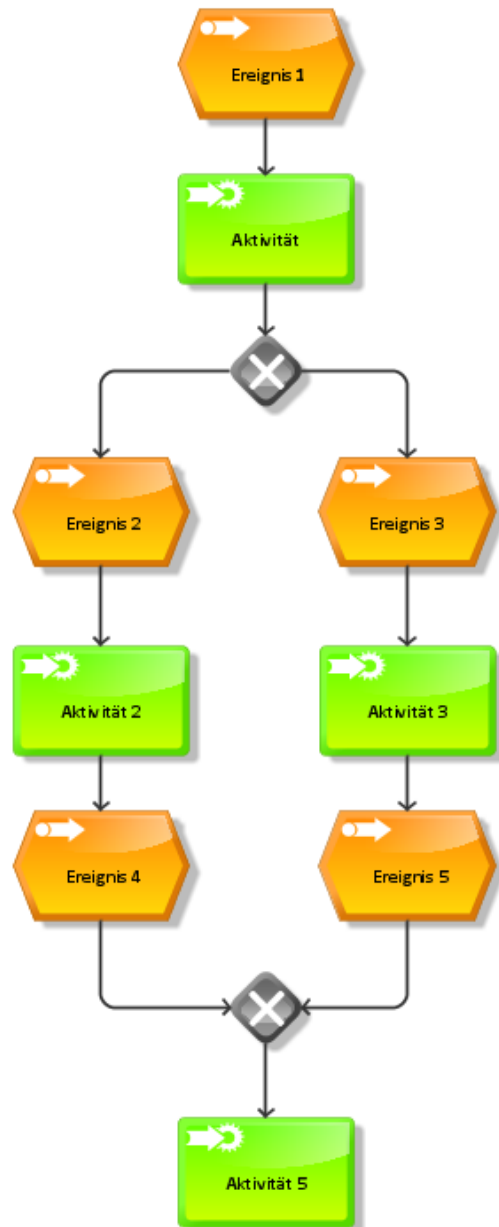 Ereignis 1
Aktivität
Ereignis 2
Ereignis 3
Aktivität 2
Aktivität 3
Ereignis 4
Ereignis 5
Aktivität 5